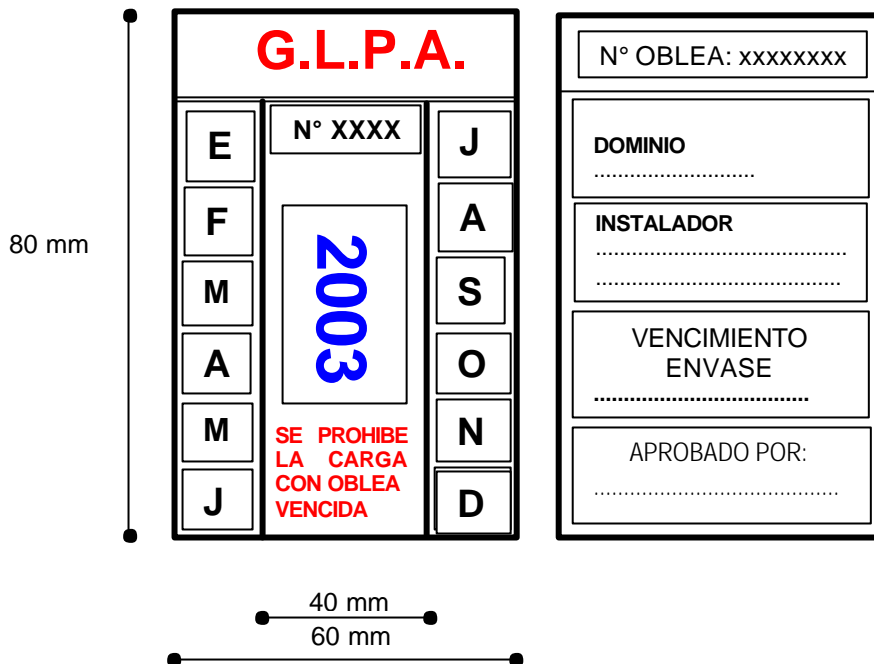 G.L.P.A.
N° XXXX
E
F
M
A
M
J
2003
SE PROHIBE
LA CARGA
CON OBLEA
VENCIDA
J
A
S
O
N
D
80 mm
40 mm
60 mm
N° OBLEA: xxxxxxxx
DOMINIO
...........................
INSTALADOR
..........................................
.........................................
VENCIMIENTO
ENVASE
....................................
APROBADO POR:
.........................................